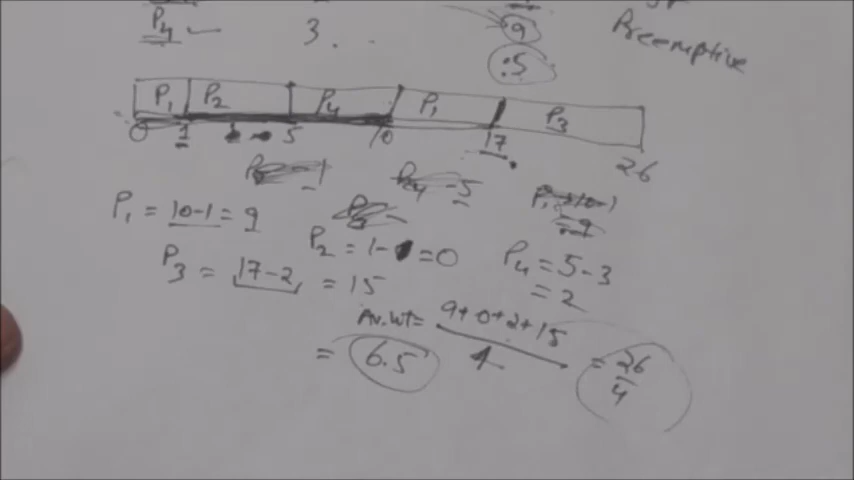 P4 3.
9
Preemptive
5
P1 P2 P4 P1 P3
0 1 5 10 17 26
P1 = 10-1 = 9
P2 = 1- = 0
P4 = 5-3
= 2
P3 = 17-2 = 15
Av.WT = 9+0+2+15
4
= 26
4
= 6.5